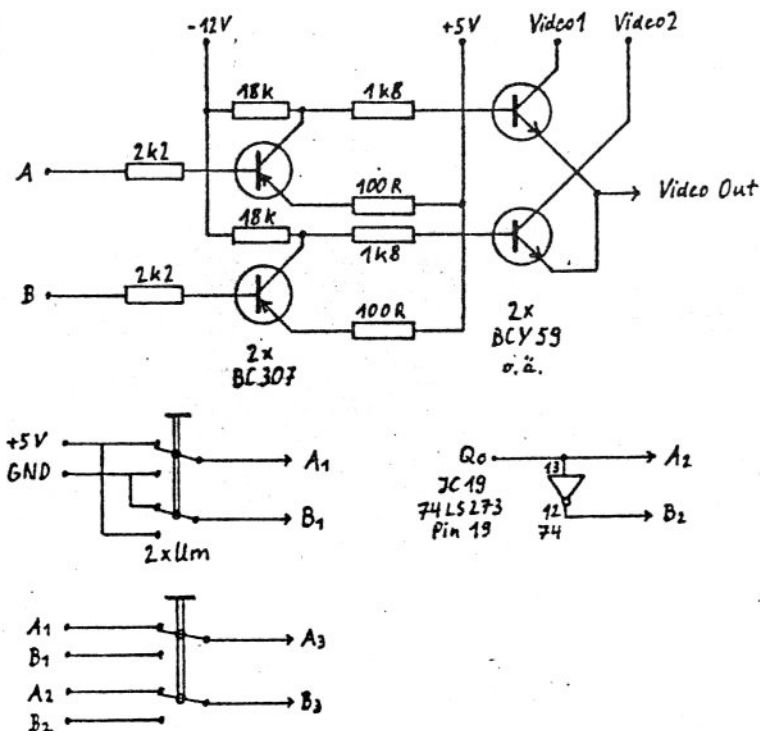 -12V +5V Video1 Video2
18k 1k8
2k2
A
100R Video Out
18k
1k8
2k2
B
100R
2x
BC307
2x
BCY59
o.ä.
+5V
GND
A1
B1
2xUm
Q0
13
A2
JC19
74LS273
Pin 19
12
74
B2
A1
B1
A2
B2
A3
B3